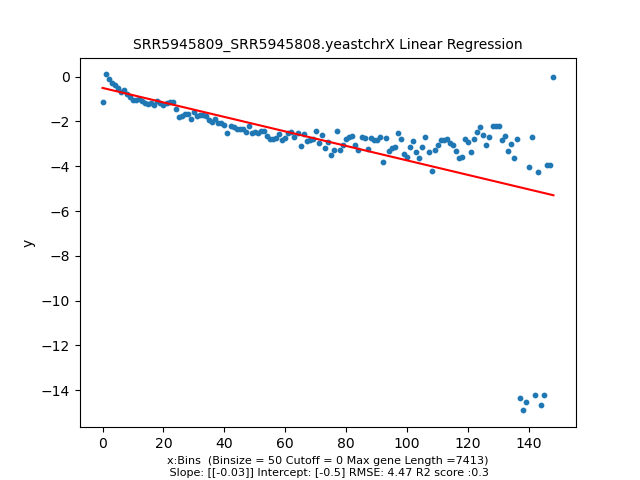 SRR5945809_SRR5945808.yeastchrX Linear Regression
0
−2
−4
−6
−8
−10
−12
−14
y
0 20 40 60 80 100 120 140
x:Bins (Binsize = 50 Cutoff = 0 Max gene Length =7413)
Slope: [[-0.03]] Intercept: [-0.5] RMSE: 4.47 R2 score :0.3